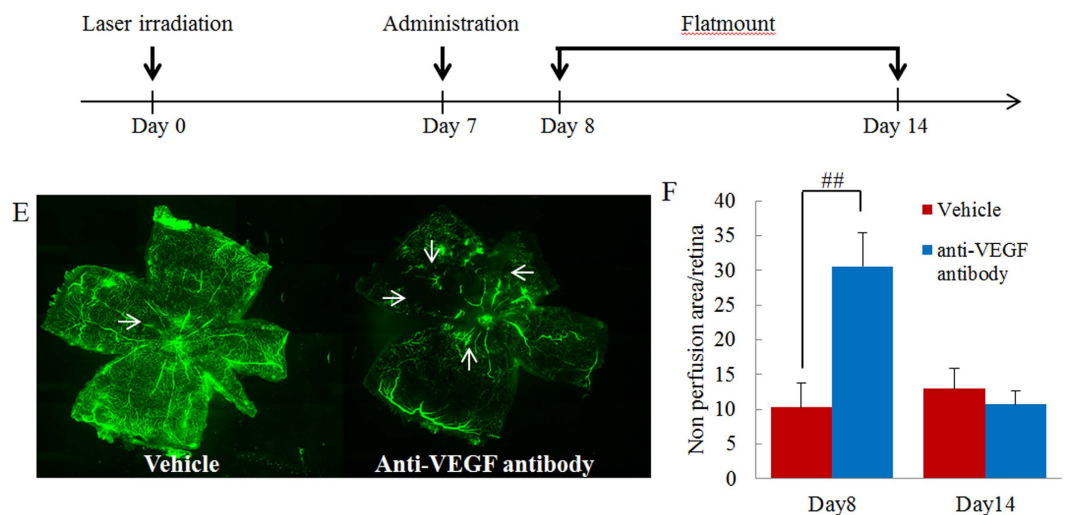 Laser irradiation
Administration
Flatmount
Day 0
Day 7
Day 8
Day 14
E
Vehicle
Anti-VEGF antibody
F
##
Non perfusion area/retina
40
35
30
25
20
15
10
5
0
Vehicle
anti-VEGF
antibody
Day8
Day14